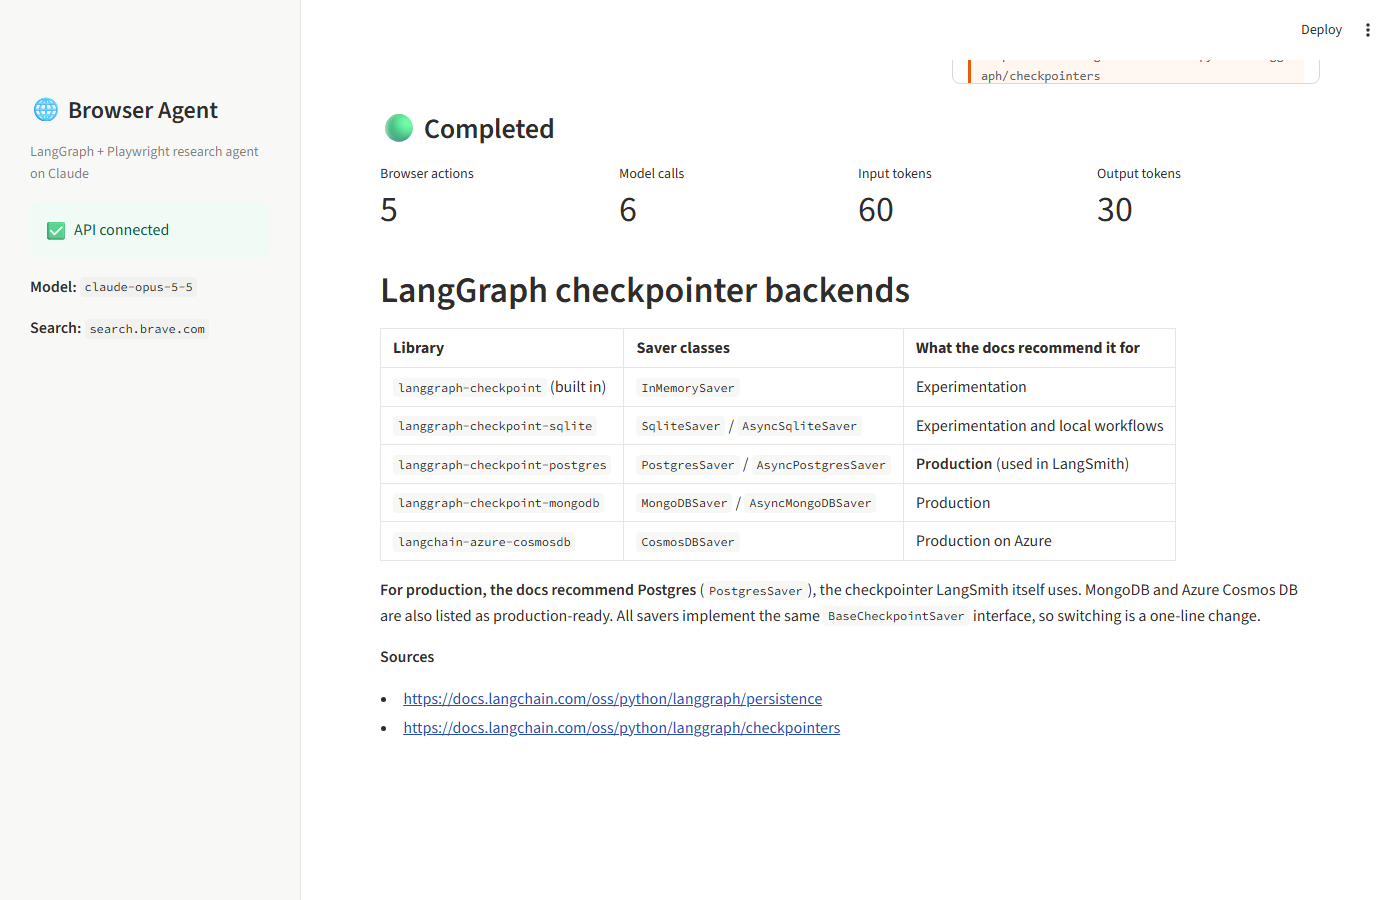 Deploy
Browser Agent
LangGraph + Playwright research agent
on Claude
API connected
Model: claude-opus-5-5
Search: search.brave.com
aph/checkpointers
Completed
Browser actions
5
Model calls
6
Input tokens
60
Output tokens
30
LangGraph checkpointer backends
Library Saver classes What the docs recommend it for
langgraph-checkpoint (built in) InMemorySaver Experimentation
langgraph-checkpoint-sqlite SqliteSaver / AsyncSqliteSaver Experimentation and local workflows
langgraph-checkpoint-postgres PostgresSaver / AsyncPostgresSaver Production (used in LangSmith)
langgraph-checkpoint-mongodb MongoDBSaver / AsyncMongoDBSaver Production
langchain-azure-cosmosdb CosmosDBSaver Production on Azure
For production, the docs recommend Postgres ( PostgresSaver ), the checkpointer LangSmith itself uses. MongoDB and Azure Cosmos DB
are also listed as production-ready. All savers implement the same BaseCheckpointSaver interface, so switching is a one-line change.
Sources
https://docs.langchain.com/oss/python/langgraph/persistence
https://docs.langchain.com/oss/python/langgraph/checkpointers